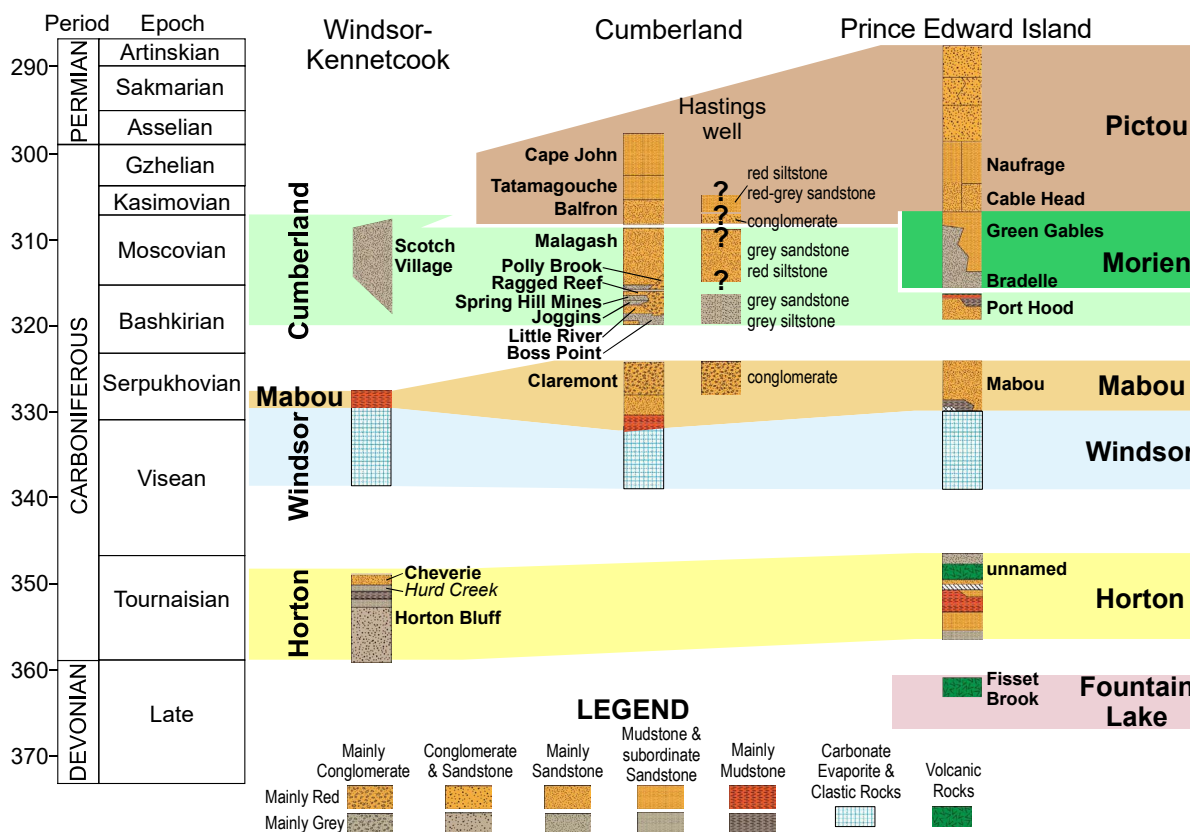 Period Epoch
Windsor-
Kennetcook
Cumberland
Prince Edward Island
290
300
310
320
330
340
350
360
370
PERMIAN
CARBONIFEROUS
DEVONIAN
Artinskian
Sakmarian
Asselian
Gzhelian
Kasimovian
Moscovian
Bashkirian
Serpukhovian
Visean
Tournaisian
Late
Cumberland
Mabou
Windsor
Horton
Scotch
Village
Cheverie
Hurd Creek
Horton Bluff
Cape John
Tatamagouche
Balfron
Malagash
Polly Brook
Ragged Reef
Spring Hill Mines
Joggins
Little River
Boss Point
Claremont
Hastings
well
?
?
?
?
red siltstone
red-grey sandstone
conglomerate
grey sandstone
red siltstone
grey sandstone
grey siltstone
conglomerate
Naufrage
Cable Head
Green Gables
Bradelle
Port Hood
Mabou
unnamed
Fisset
Brook
Pictou
Morien
Mabou
Windsor
Horton
Fountain
Lake
LEGEND
Mainly
Conglomerate
Conglomerate
& Sandstone
Mainly
Sandstone
Mudstone &
subordinate
Sandstone
Mainly
Mudstone
Carbonate
Evaporite &
Clastic Rocks
Volcanic
Rocks
Mainly Red
Mainly Grey